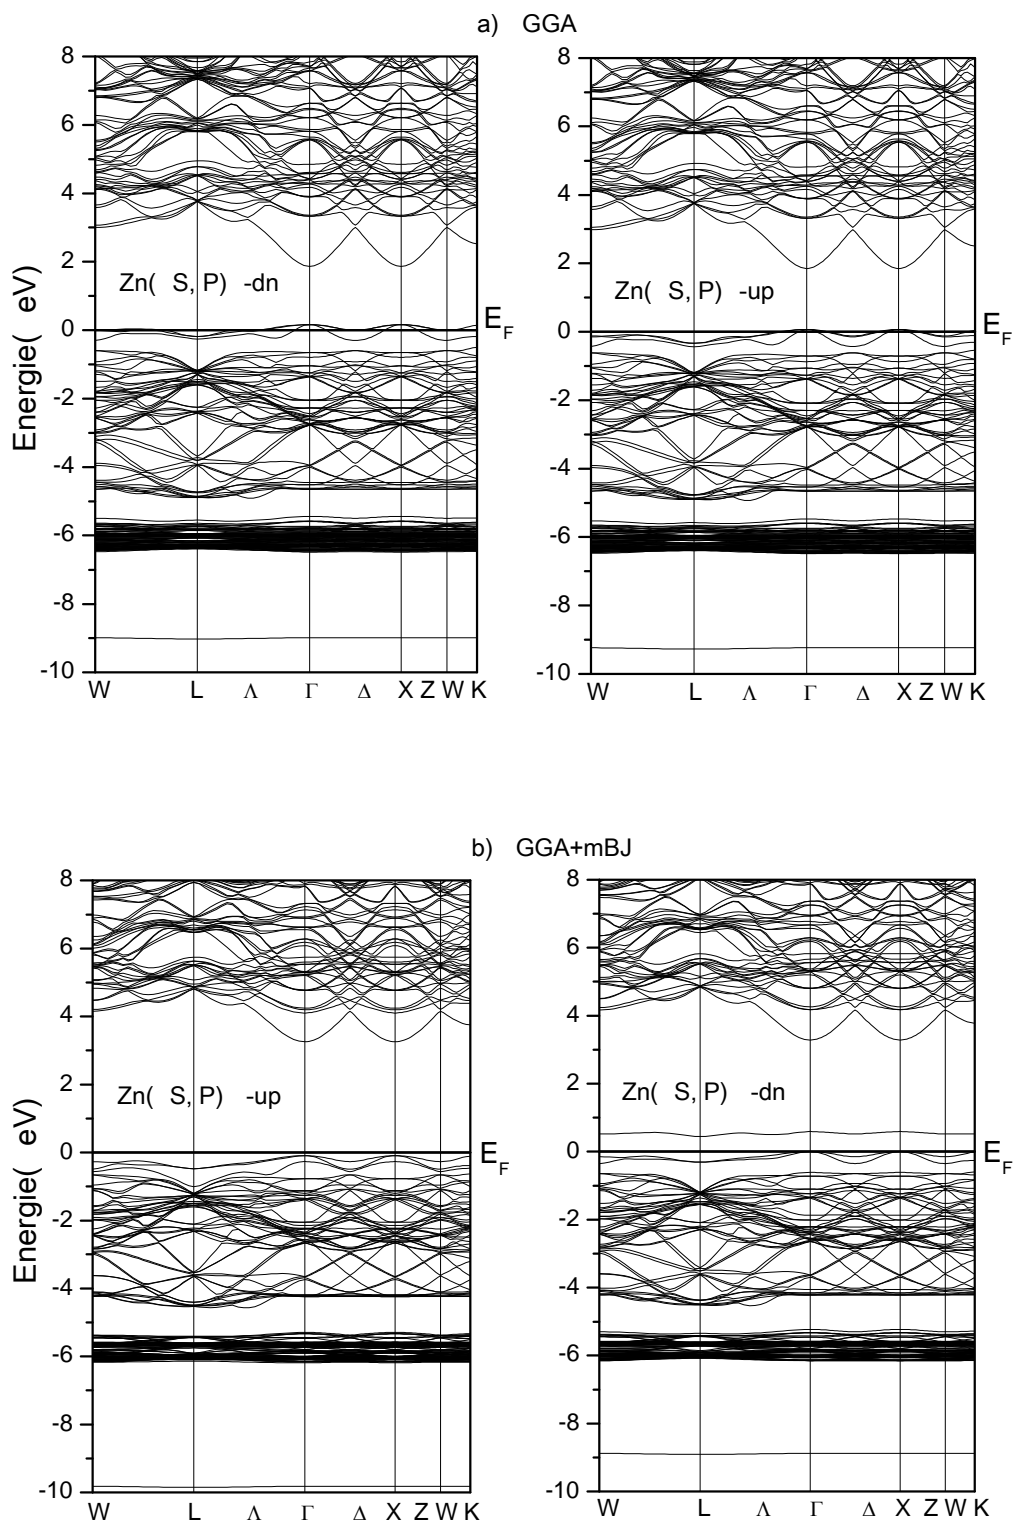 a) GGA
8 8
6 6
4 4
2 2
Zn( S, P) -dn Zn( S, P) -up
0 E_F 0 E_F
-2 -2
-4 -4
-6 -6
-8 -8
-10 -10
Energie( eV)
W L Λ Γ Δ X Z W K W L Λ Γ Δ X Z W K
b) GGA+mBJ
8 8
6 6
4 4
2 2
Zn( S, P) -up Zn( S, P) -dn
0 E_F 0 E_F
-2 -2
-4 -4
-6 -6
-8 -8
-10 -10
Energie( eV)
W L Λ Γ Δ X Z W K W L Λ Γ Δ X Z W K